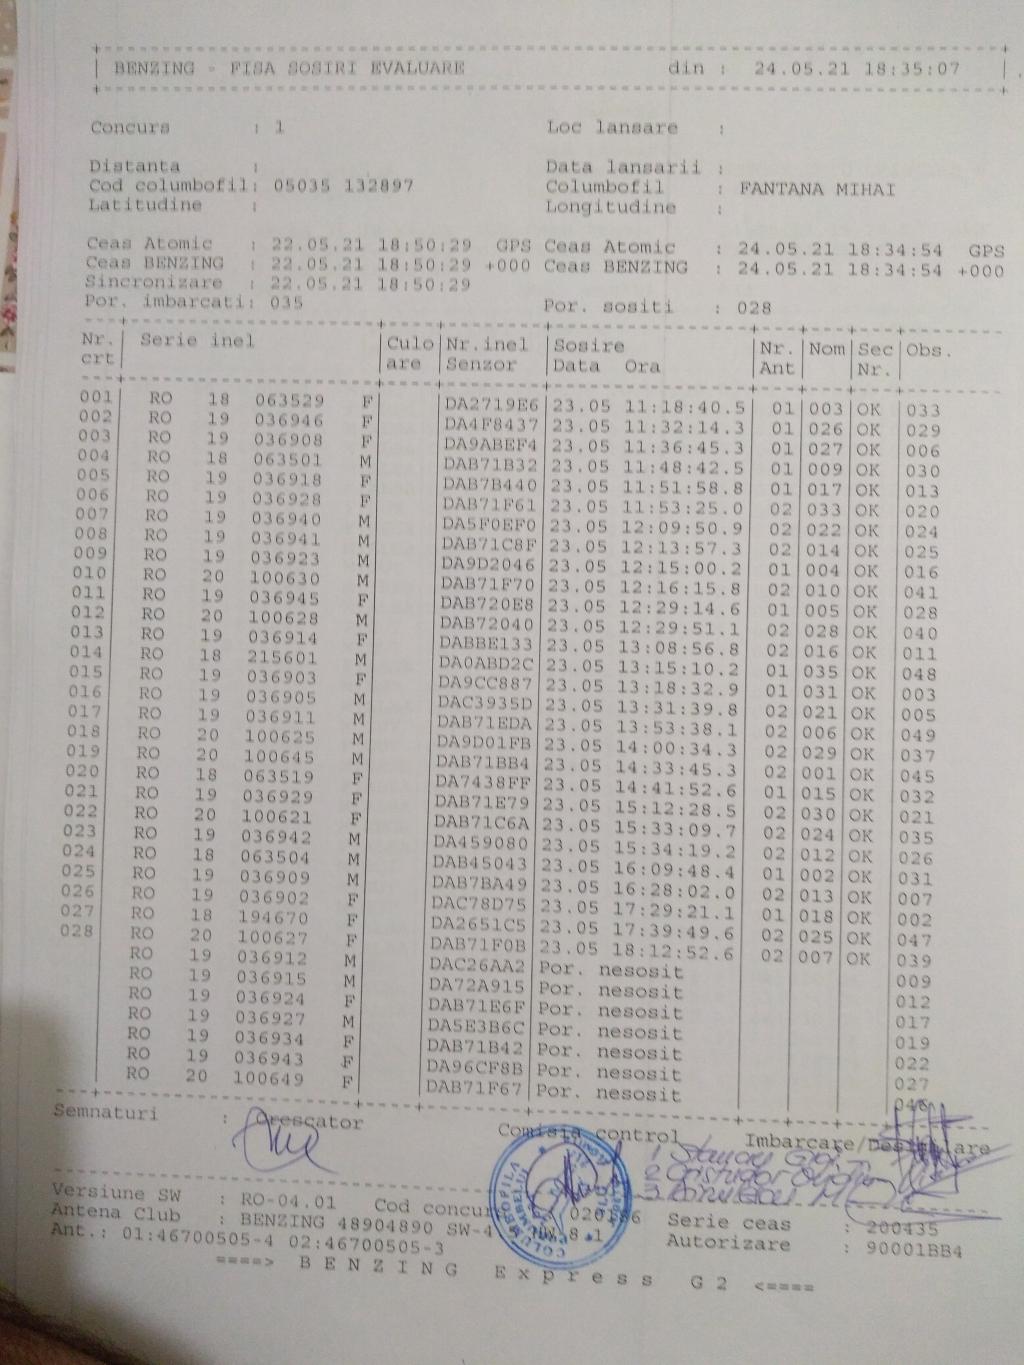 BENZING - FISA SOSIRI EVALUARE din : 24.05.21 18:35:07
Concurs : 1 Loc lansare :
Distanta : Data lansarii :
Cod columbofil: 05035 132897 Columbofil : FANTANA MIHAI
Latitudine : Longitudine :
Ceas Atomic : 22.05.21 18:50:29 GPS Ceas Atomic : 24.05.21 18:34:54 GPS
Ceas BENZING : 22.05.21 18:50:29 +000 Ceas BENZING : 24.05.21 18:34:54 +000
Sincronizare : 22.05.21 18:50:29
Por. imbarcati: 035 Por. sositi : 028
Nr. Serie inel Culo Nr.inel Sosire Nr. Nom Sec Obs.
crt are Senzor Data Ora Ant Nr.
001 RO 18 063529 F DA2719E6 23.05 11:18:40.5 01 003 OK 033
002 RO 19 036946 F DA4F8437 23.05 11:32:14.3 01 026 OK 029
003 RO 19 036908 F DA9ABEF4 23.05 11:36:45.3 01 027 OK 006
004 RO 18 063501 M DAB71B32 23.05 11:48:42.5 01 009 OK 030
005 RO 19 036918 F DAB7B440 23.05 11:51:58.8 01 017 OK 013
006 RO 19 036928 F DAB71F61 23.05 11:53:25.0 02 033 OK 020
007 RO 19 036940 M DA5F0EF0 23.05 12:09:50.9 02 022 OK 024
008 RO 19 036941 M DAB71C8F 23.05 12:13:57.3 02 014 OK 025
009 RO 19 036923 M DA9D2046 23.05 12:15:00.2 01 004 OK 016
010 RO 20 100630 M DAB71F70 23.05 12:16:15.8 02 010 OK 041
011 RO 19 036945 F DAB720E8 23.05 12:29:14.6 01 005 OK 028
012 RO 20 100628 M DAB72040 23.05 12:29:51.1 02 028 OK 040
013 RO 19 036914 F DABBE133 23.05 13:08:56.8 02 016 OK 011
014 RO 18 215601 M DA0ABD2C 23.05 13:15:10.2 01 035 OK 048
015 RO 19 036903 F DA9CC887 23.05 13:18:32.9 01 031 OK 003
016 RO 19 036905 M DAC3935D 23.05 13:31:39.8 02 021 OK 005
017 RO 19 036911 M DAB71EDA 23.05 13:53:38.1 02 006 OK 049
018 RO 20 100625 M DA9D01FB 23.05 14:00:34.3 02 029 OK 037
019 RO 20 100645 M DAB71BB4 23.05 14:33:45.3 02 001 OK 045
020 RO 18 063519 F DA7438FF 23.05 14:41:52.6 01 015 OK 032
021 RO 19 036929 F DAB71E79 23.05 15:12:28.5 02 030 OK 021
022 RO 20 100621 F DAB71C6A 23.05 15:33:09.7 02 024 OK 035
023 RO 19 036942 M DA459080 23.05 15:34:19.2 02 012 OK 026
024 RO 18 063504 M DAB45043 23.05 16:09:48.4 01 002 OK 031
025 RO 19 036909 M DAB7BA49 23.05 16:28:02.0 02 013 OK 007
026 RO 19 036902 F DAC78D75 23.05 17:29:21.1 01 018 OK 002
027 RO 18 194670 F DA2651C5 23.05 17:39:49.6 02 025 OK 047
028 RO 20 100627 F DAB71F0B 23.05 18:12:52.6 02 007 OK 039
RO 19 036912 M DAC26AA2 Por. nesosit 009
RO 19 036915 M DA72A915 Por. nesosit 012
RO 19 036924 F DAB71E6F Por. nesosit 017
RO 19 036927 M DA5E3B6C Por. nesosit 019
RO 19 036934 F DAB71B42 Por. nesosit 022
RO 19 036943 F DA96CF8B Por. nesosit 027
RO 20 100649 F DAB71F67 Por. nesosit 046
Semnaturi : Crescator Comisia control Imbarcare/Desigilare
1
2
3
Versiune SW : RO-04.01 Cod concurs Serie ceas : 200435
Antena Club : BENZING 48904890 SW-4 8.1 Autorizare : 90001BB4
Ant.: 01:46700505-4 02:46700505-3
====> BENZING Express G2 <====